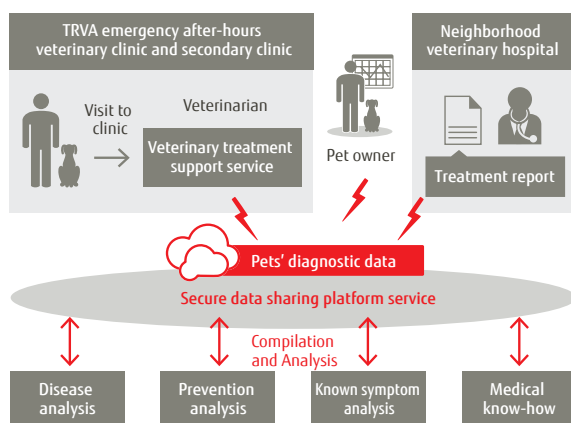 TRVA emergency after-hours
veterinary clinic and secondary clinic
Neighborhood
veterinary hospital
Visit to
clinic
Veterinarian
Veterinary treatment
support service
Pet owner
Treatment report
Pets' diagnostic data
Secure data sharing platform service
Compilation
and Analysis
Disease
analysis
Prevention
analysis
Known symptom
analysis
Medical
know-how